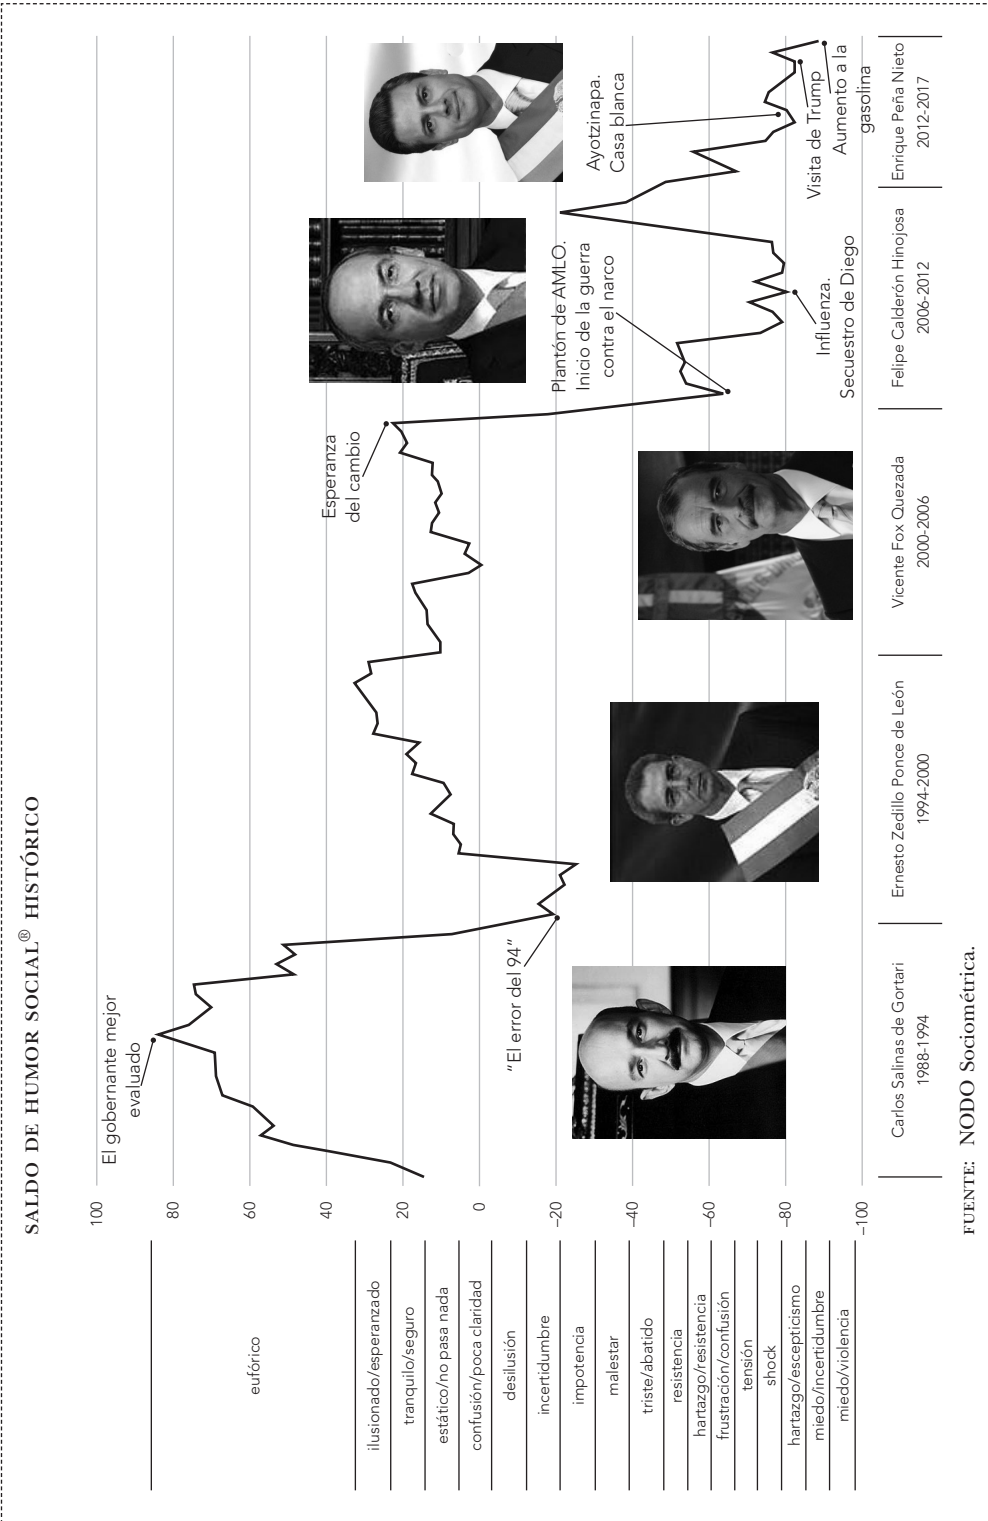 SALDO DE HUMOR SOCIAL® HISTÓRICO
eufórico
ilusionado/esperanzado
tranquilo/seguro
estático/no pasa nada
confusión/poca claridad
desilusión
incertidumbre
impotencia
malestar
triste/abatido
resistencia
hartazgo/resistencia
frustración/confusión
tensión
shock
hartazgo/escepticismo
miedo/incertidumbre
miedo/violencia
100
80
60
40
20
0
-20
-40
-60
-80
-100
El gobernante mejor
evaluado
"El error del 94"
Esperanza
del cambio
Plantón de AMLO.
Inicio de la guerra
contra el narco
Influenza.
Secuestro de Diego
Ayotzinapa.
Casa blanca
Visita de Trump
Aumento a la
gasolina
Carlos Salinas de Gortari
1988-1994
Ernesto Zedillo Ponce de León
1994-2000
Vicente Fox Quezada
2000-2006
Felipe Calderón Hinojosa
2006-2012
Enrique Peña Nieto
2012-2017
FUENTE: NODO Sociométrica.